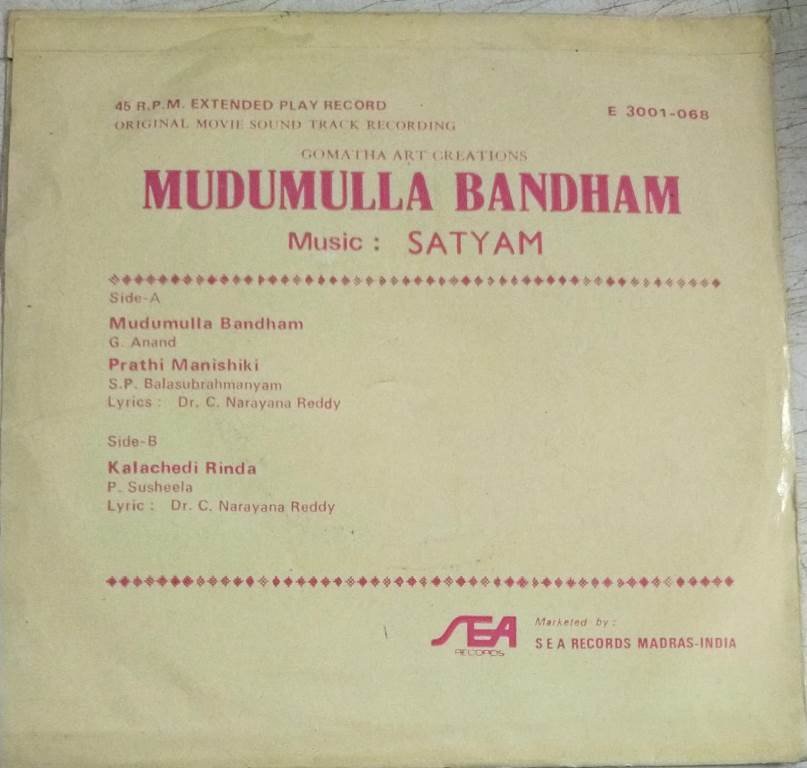 45 R.P.M. EXTENDED PLAY RECORD
E 3001-068
ORIGINAL MOVIE SOUND TRACK RECORDING
GOMATHA ART CREATIONS
MUDUMULLA BANDHAM
Music : SATYAM
Side-A
Mudumulla Bandham
G. Anand
Prathi Manishiki
S.P. Balasubrahmanyam
Lyrics : Dr. C. Narayana Reddy
Side-B
Kalachedi Rinda
P. Susheela
Lyric : Dr. C. Narayana Reddy
SEA
RECORDS
Marketed by :
S E A RECORDS MADRAS-INDIA